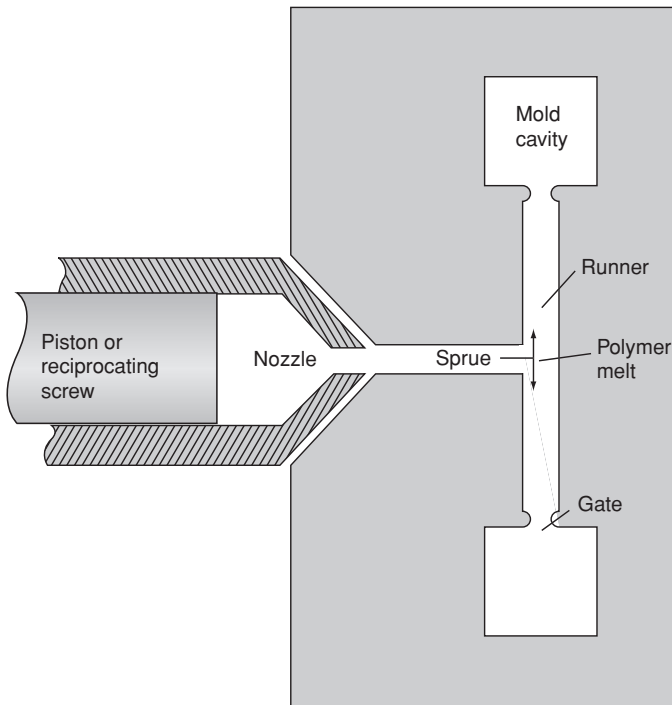 Mold
cavity
Runner
Piston or
reciprocating
screw
Nozzle
Sprue
Polymer
melt
Gate